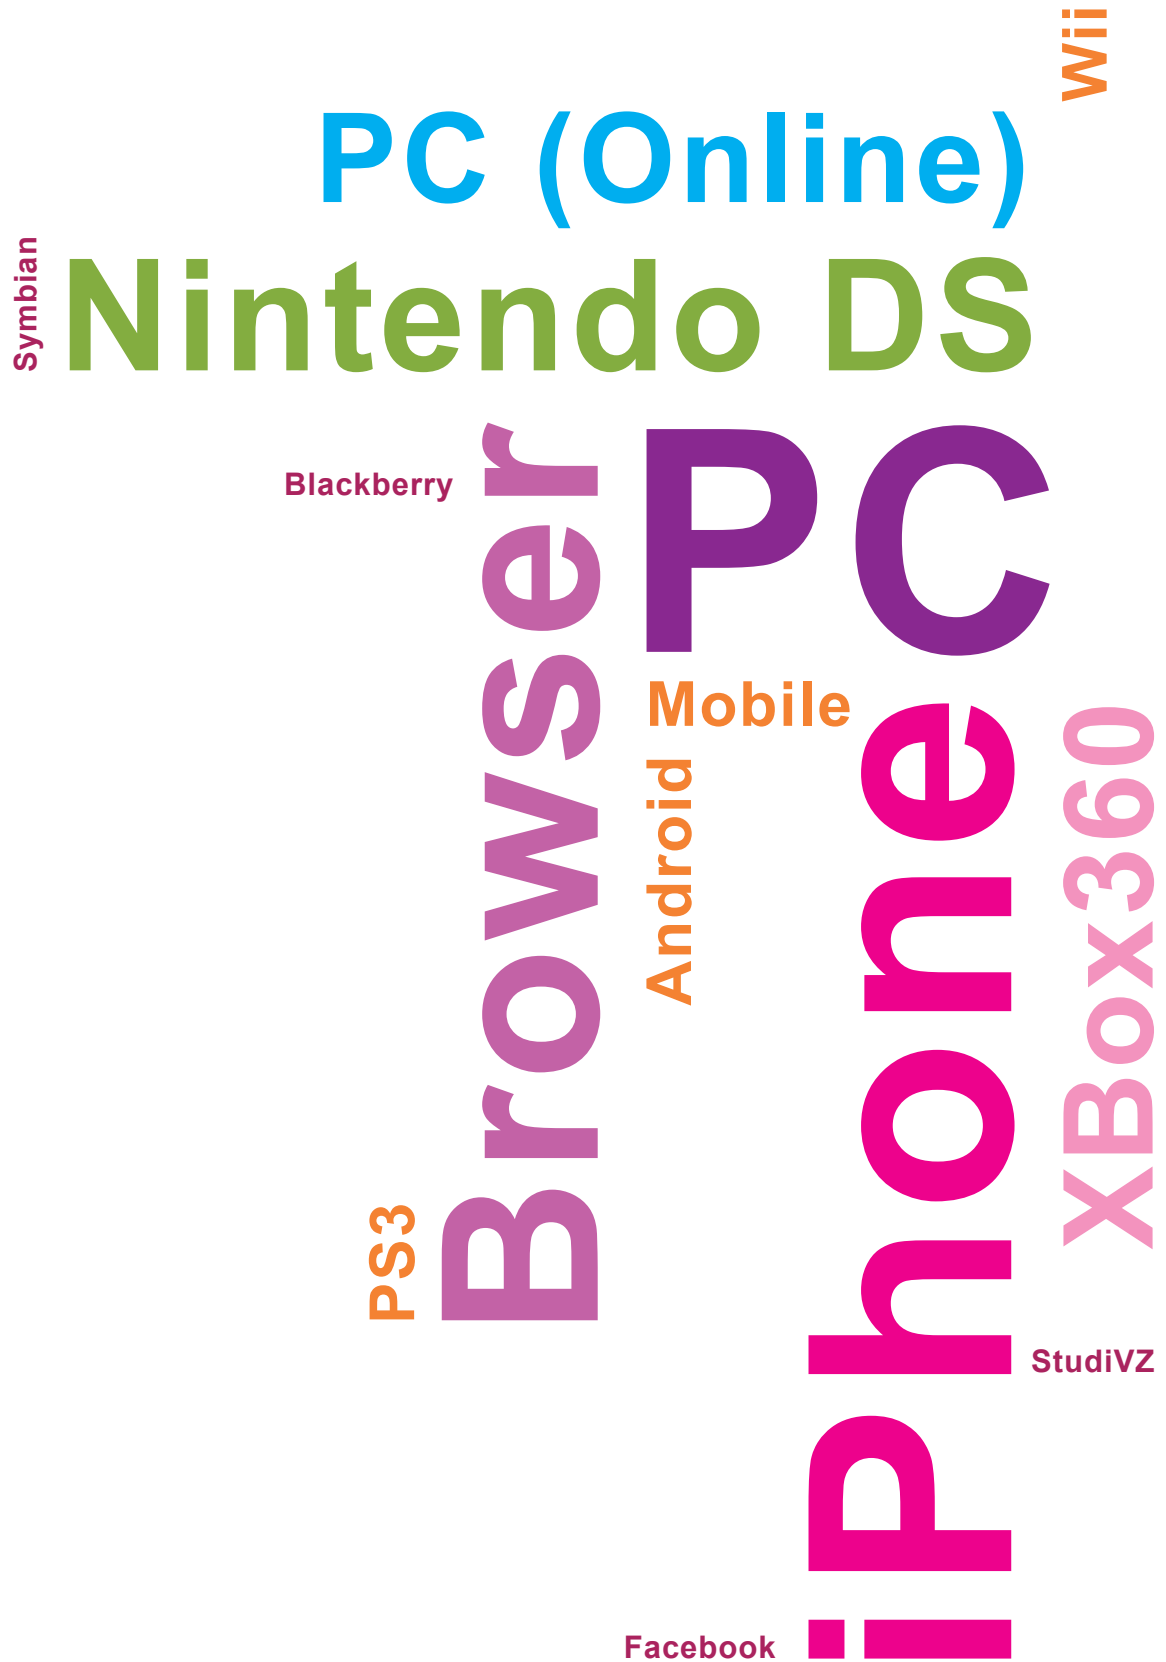 Wii
PC (Online)
Symbian
Nintendo DS
Blackberry
Browser
PC
Mobile
Android
iPhone
XBox360
PS3
StudiVZ
Facebook